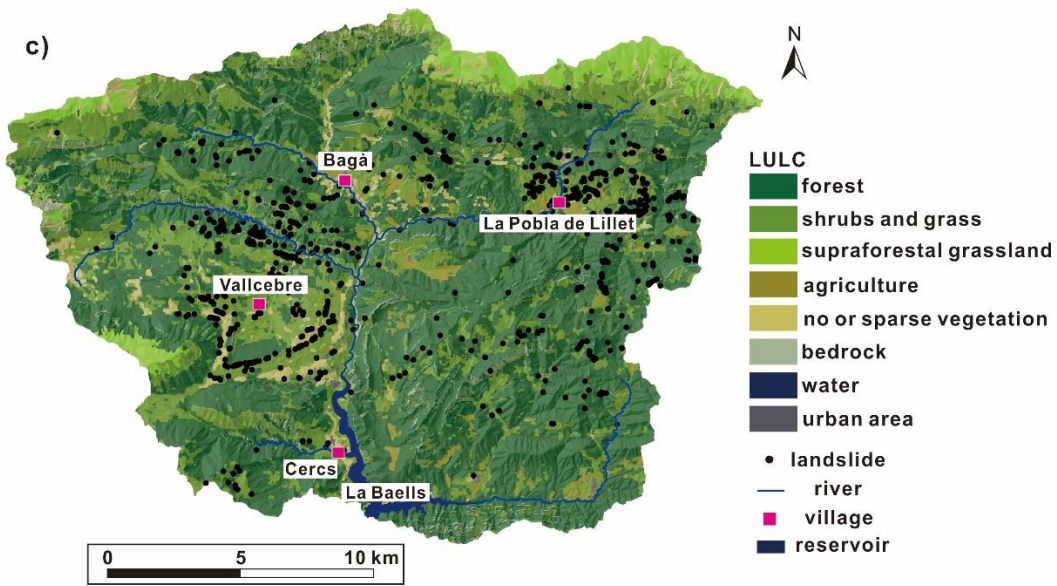 c)
N
Bagà
La Pobla de Lillet
Vallcebre
Cercs
La Baells
0 5 10 km
LULC
forest
shrubs and grass
supraforestal grassland
agriculture
no or sparse vegetation
bedrock
water
urban area
landslide
river
village
reservoir